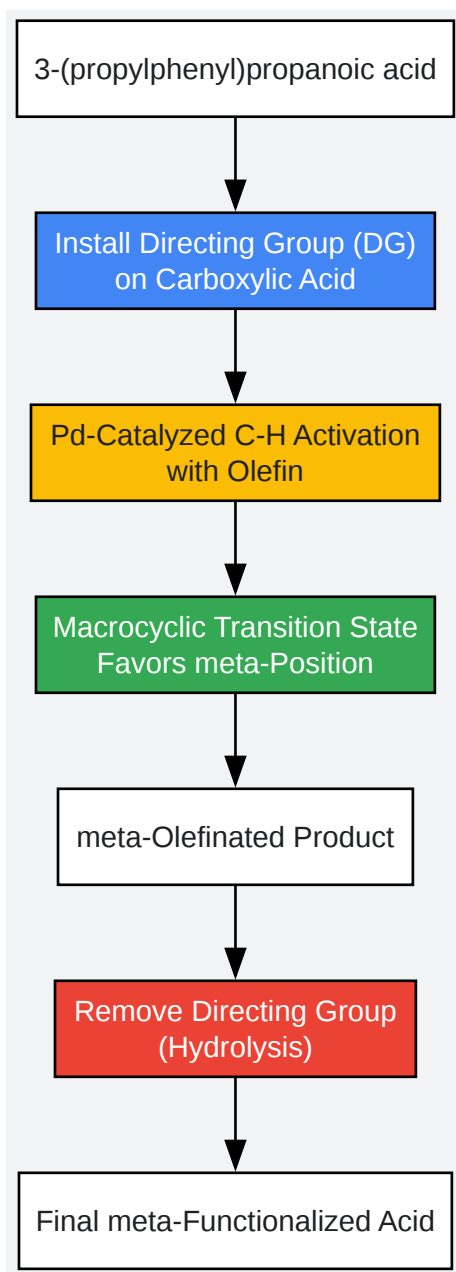 3-(propylphenyl)propanoic acid
Install Directing Group (DG)
on Carboxylic Acid
Pd-Catalyzed C-H Activation
with Olefin
Macrocyclic Transition State
Favors meta-Position
meta-Olefinated Product
Remove Directing Group
(Hydrolysis)
Final meta-Functionalized Acid